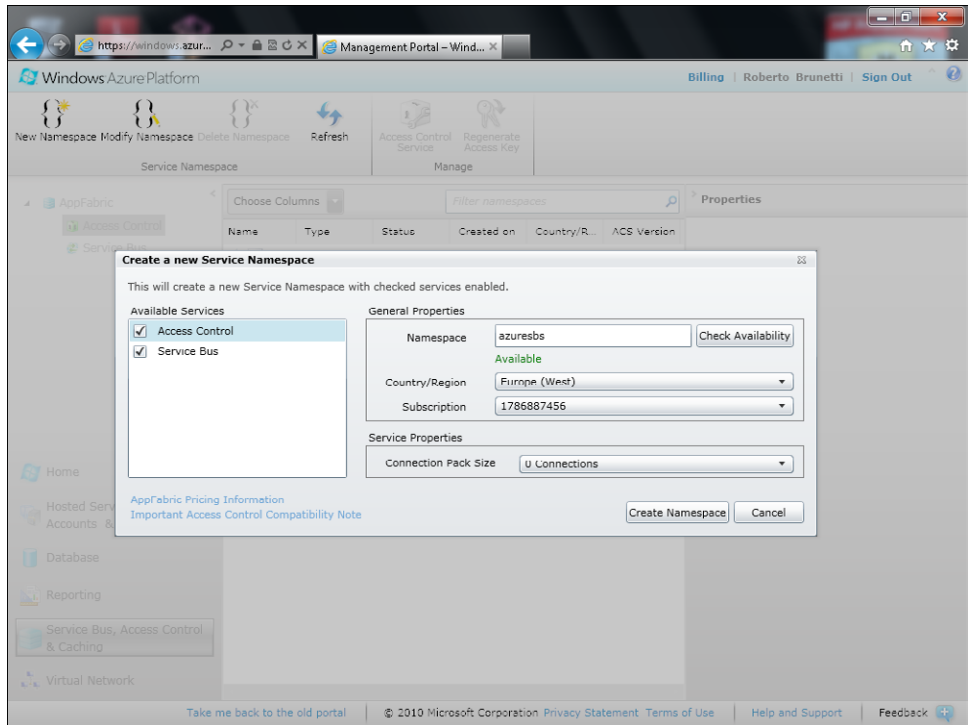 https://windows.azur...
Management Portal – Wind...
Windows Azure Platform
Billing | Roberto Brunetti | Sign Out
New Namespace Modify Namespace Delete Namespace Refresh Access Control Service Regenerate Access Key
Service Namespace Manage
AppFabric
Access Control
Service Bus
Choose Columns
Filter namespaces
Properties
Name Type Status Created on Country/R... ACS Version
Create a new Service Namespace
This will create a new Service Namespace with checked services enabled.
Available Services
Access Control
Service Bus
General Properties
Namespace azuresbs Check Availability
Available
Country/Region Europe (West)
Subscription 1786887456
Service Properties
Connection Pack Size 0 Connections
AppFabric Pricing Information
Important Access Control Compatibility Note
Create Namespace Cancel
Home
Hosted Serv
Accounts &
Database
Reporting
Service Bus, Access Control
& Caching
Virtual Network
Take me back to the old portal | © 2010 Microsoft Corporation Privacy Statement Terms of Use | Help and Support | Feedback